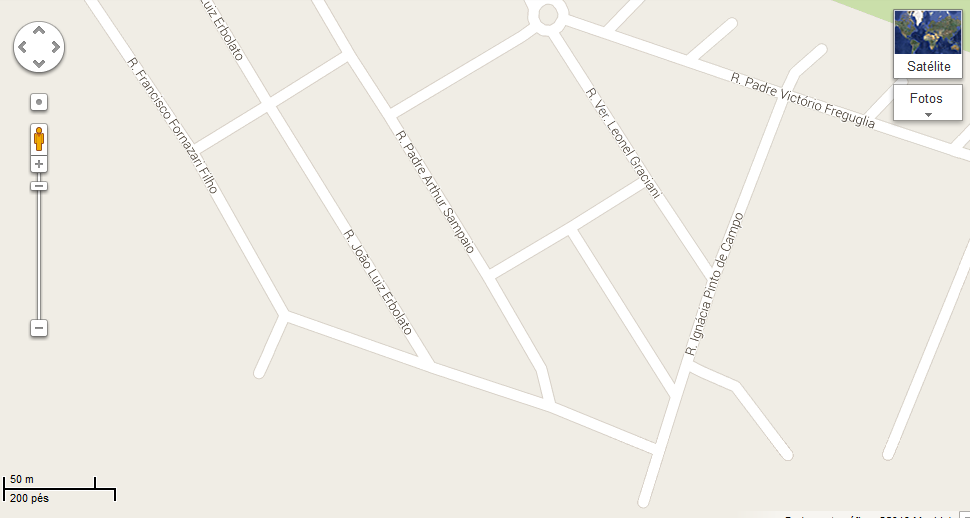 Luiz Erbolato
R. Francisco Fornazari Filho
R. Padre Arthur Sampaio
R. João Luiz Erbolato
R. Ver. Leonel Graciani
R. Padre Victório Freguglia
R. Ignácia Pinto de Campo
Satélite
Fotos
50 m
200 pés